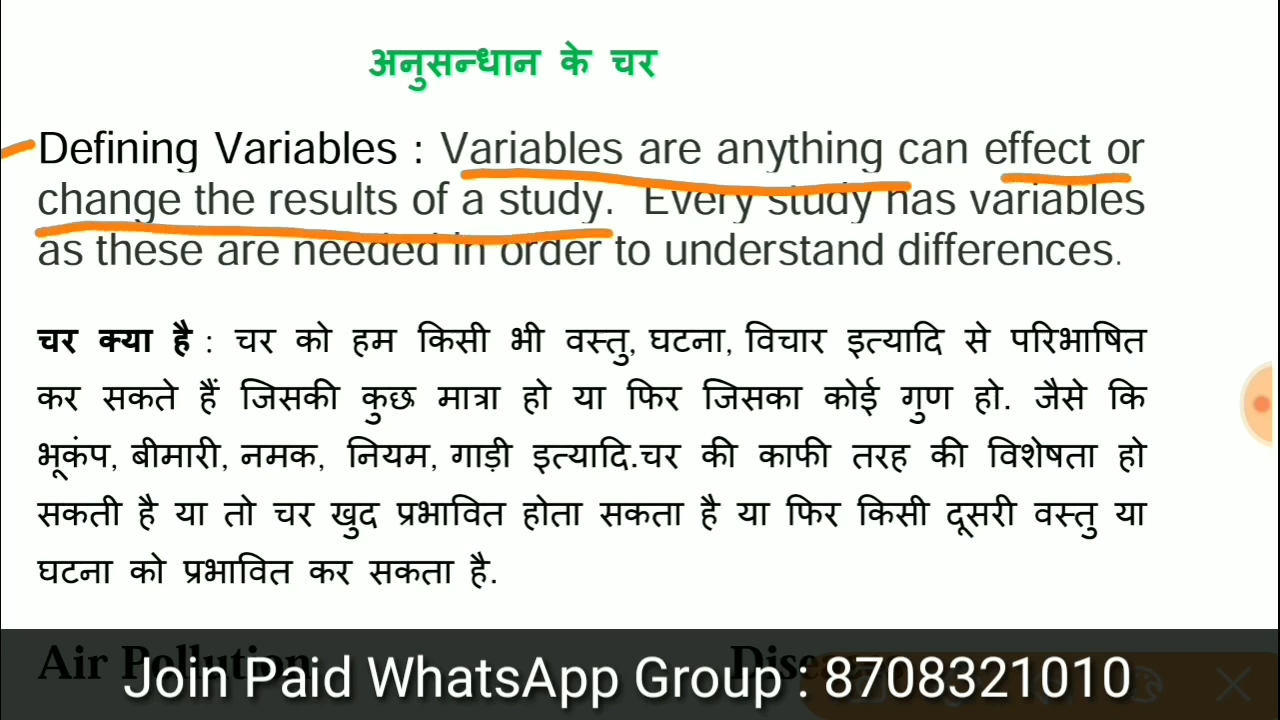 अनुसन्धान के चर
Defining Variables : Variables are anything can effect or
change the results of a study. Every study has variables
as these are needed in order to understand differences.
चर क्या है : चर को हम किसी भी वस्तु, घटना, विचार इत्यादि से परिभाषित
कर सकते हैं जिसकी कुछ मात्रा हो या फिर जिसका कोई गुण हो. जैसे कि
भूकंप, बीमारी, नमक, नियम, गाड़ी इत्यादि.चर की काफी तरह की विशेषता हो
सकती है या तो चर खुद प्रभावित होता सकता है या फिर किसी दूसरी वस्तु या
घटना को प्रभावित कर सकता है.
Air Pollution
Join Paid WhatsApp Group : 8708321010